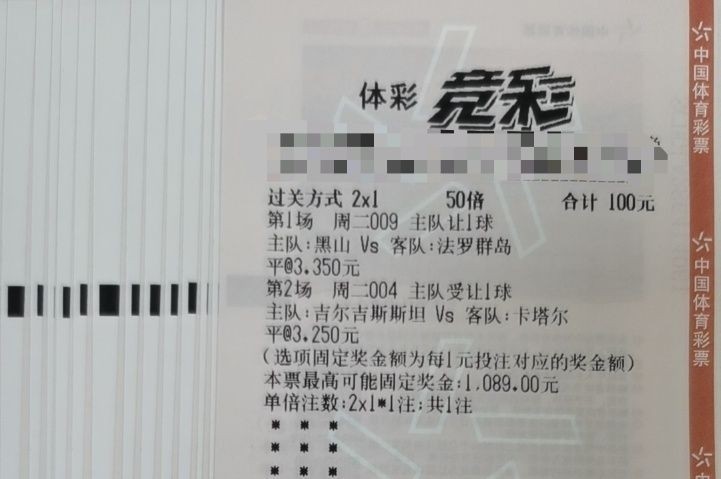 体彩 竞彩
过关方式 2x1 50倍 合计 100元
第1场 周二009 主队让1球
主队:黑山 Vs 客队:法罗群岛
平@3.350元
第2场 周二004 主队受让1球
主队:吉尔吉斯斯坦 Vs 客队:卡塔尔
平@3.250元
(选项固定奖金额为每1元投注对应的奖金额)
本票最高可能固定奖金:1,089.00元
单倍注数:2x1*1注:共1注
* * *
* * *
* * *
中国体育彩票
中国体育彩票
中